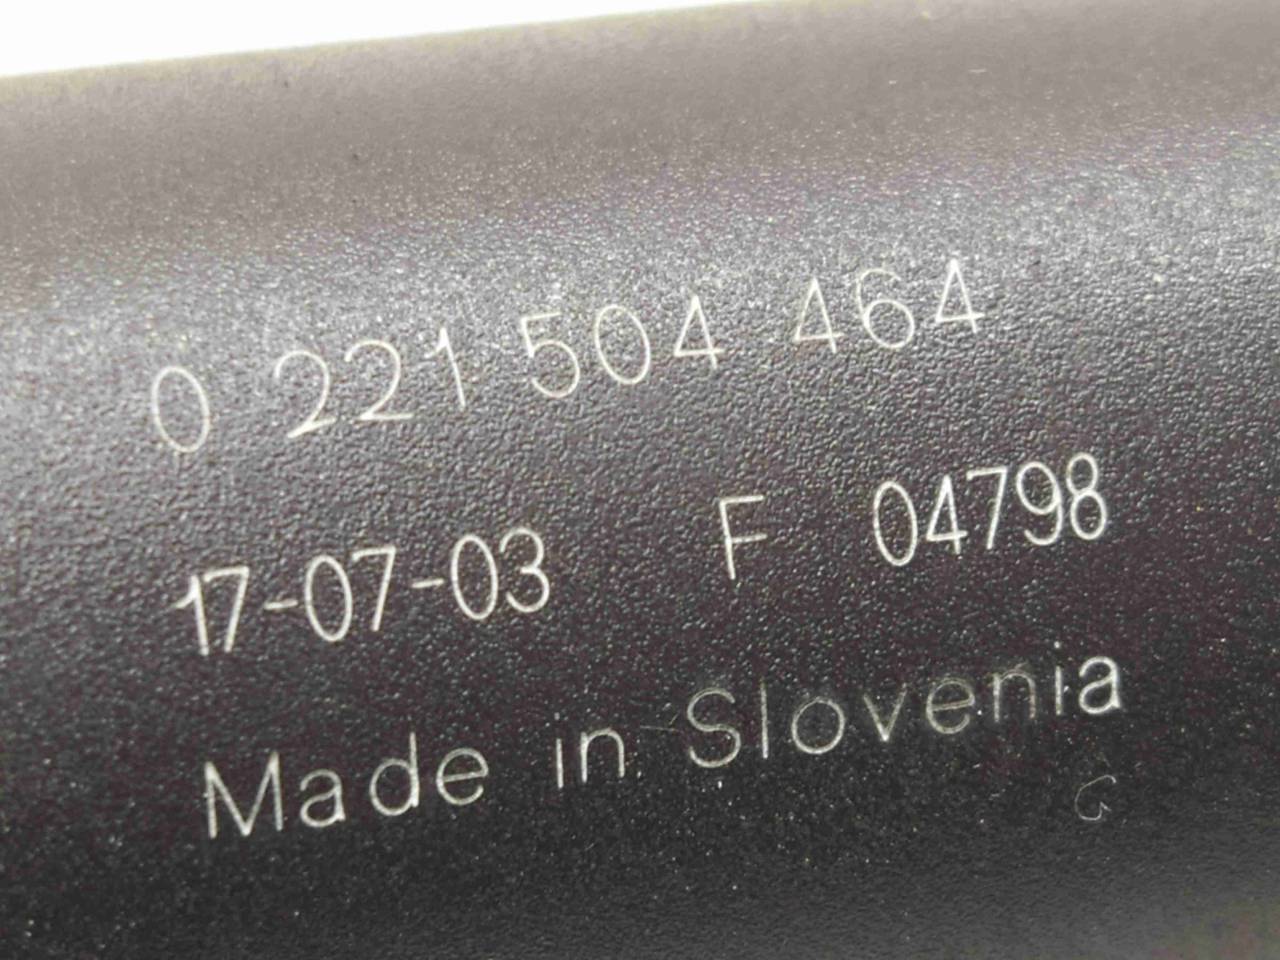 0 221 504 464
17-07-03 F 04798
Made in Slovenia
G